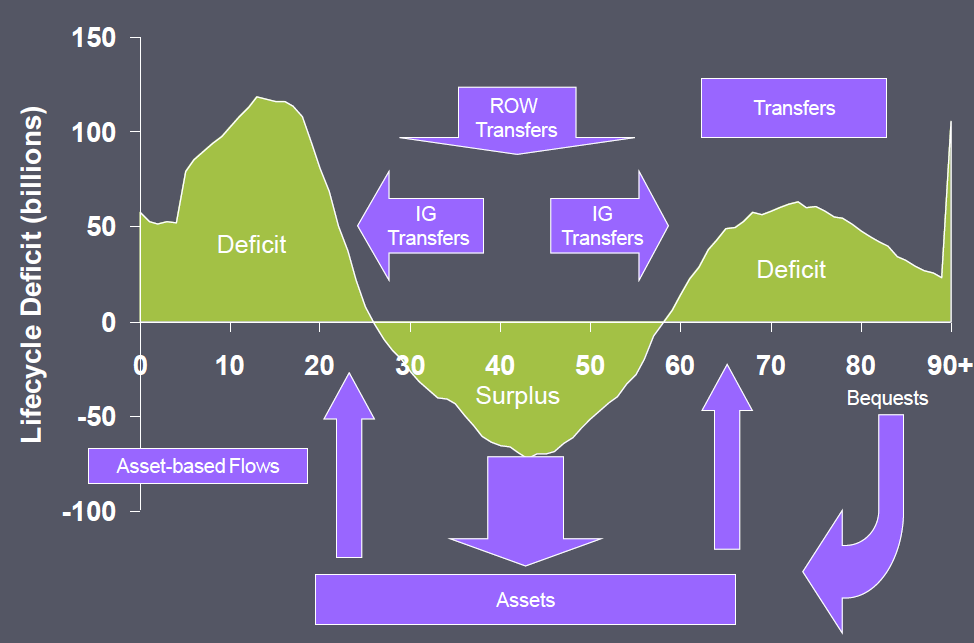 150
100
50
0
-50
-100
Lifecycle Deficit (billions)
ROW
Transfers
Transfers
IG
Transfers
IG
Transfers
Deficit
Deficit
0 10 20 30 40 50 60 70 80 90+
Surplus
Bequests
Asset-based Flows
Assets